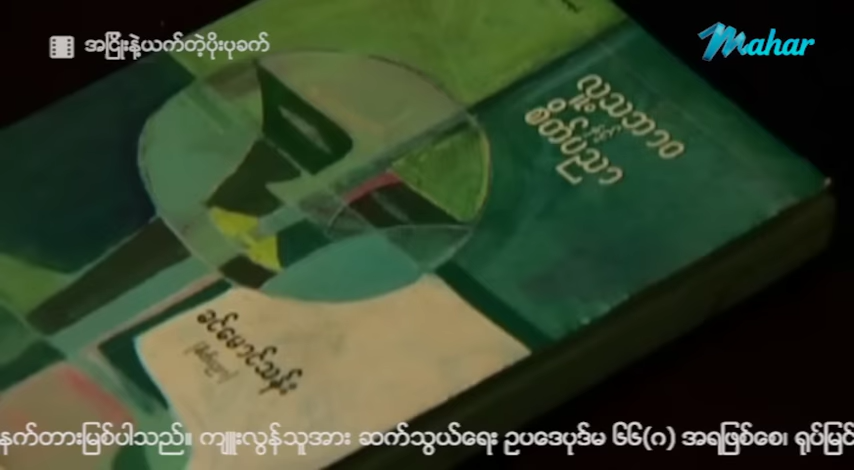 အငြိုးနဲ့ယက်တဲ့ပိုးပုခက်
Mahar
လူ့သဘာဝ
စိတ်ပညာ
ခင်မောင်သန်း
နက်တားမြစ်ပါသည်။ ကျူးလွန်သူအား ဆက်သွယ်ရေး ဥပဒေပုဒ်မ ၆၆(ဂ) အရဖြစ်စေ၊ ရုပ်မြင်